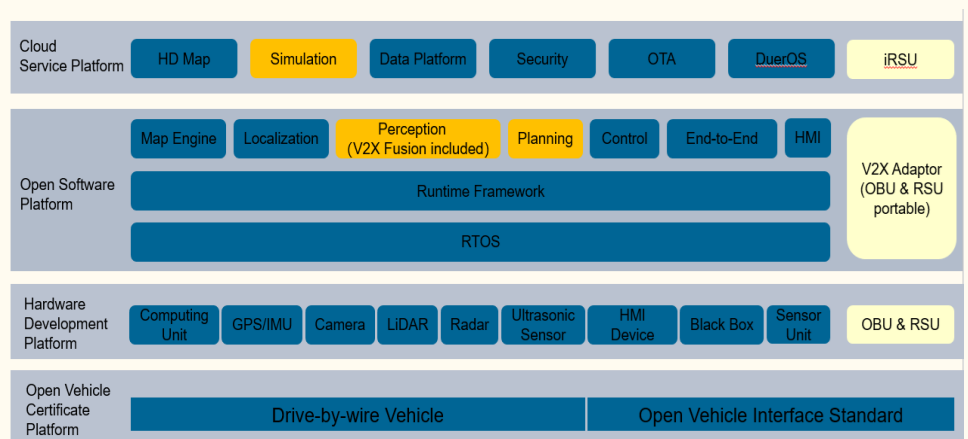 Cloud
Service Platform
HD Map
Simulation
Data Platform
Security
OTA
DuerOS
iRSU
Open Software
Platform
Map Engine
Localization
Perception
(V2X Fusion included)
Planning
Control
End-to-End
HMI
Runtime Framework
RTOS
V2X Adaptor
(OBU & RSU
portable)
Hardware
Development
Platform
Computing
Unit
GPS/IMU
Camera
LiDAR
Radar
Ultrasonic
Sensor
HMI
Device
Black Box
Sensor
Unit
OBU & RSU
Open Vehicle
Certificate
Platform
Drive-by-wire Vehicle
Open Vehicle Interface Standard